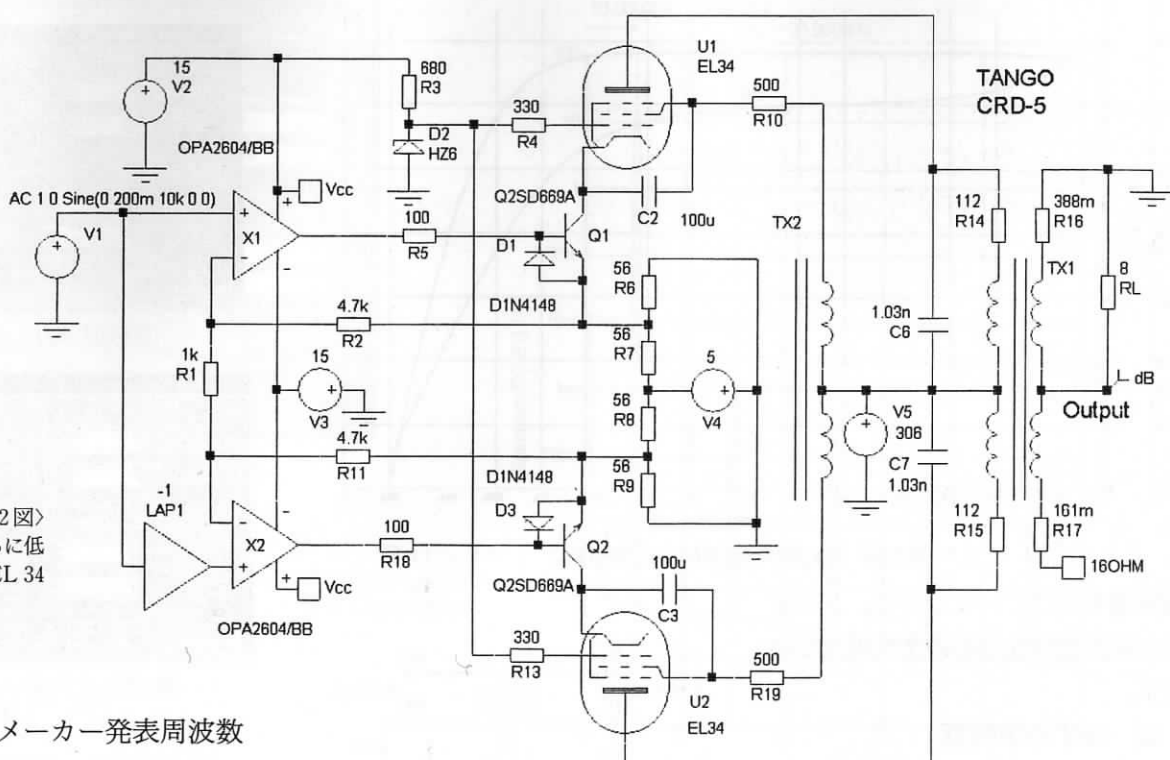 TANGO
CRD-5
U1
EL34
500
R10
15
V2
680
R3
330
R4
D2
HZ6
OPA2604/BB
Vcc
AC 1 0 Sine(0 200m 10k 0 0)
V1
X1
+
-
+
-
100
R5
Q2SD669A
C2
100u
D1
Q1
TX2
112
R14
388m
R16
TX1
8
RL
D1N4148
56
R6
4.7k
R2
56
R7
1.03n
C6
1k
R1
15
V3
56
R8
5
V4
dB
Output
V5
306
4.7k
R11
56
R9
C7
1.03n
D1N4148
D3
-1
LAP1
X2
-
+
-
+
100
R18
Q2
112
R15
161m
R17
16OHM
2図〉
に低
EL 34
Vcc
Q2SD669A
100u
C3
OPA2604/BB
330
R13
500
R19
U2
EL34
メーカー発表周波数